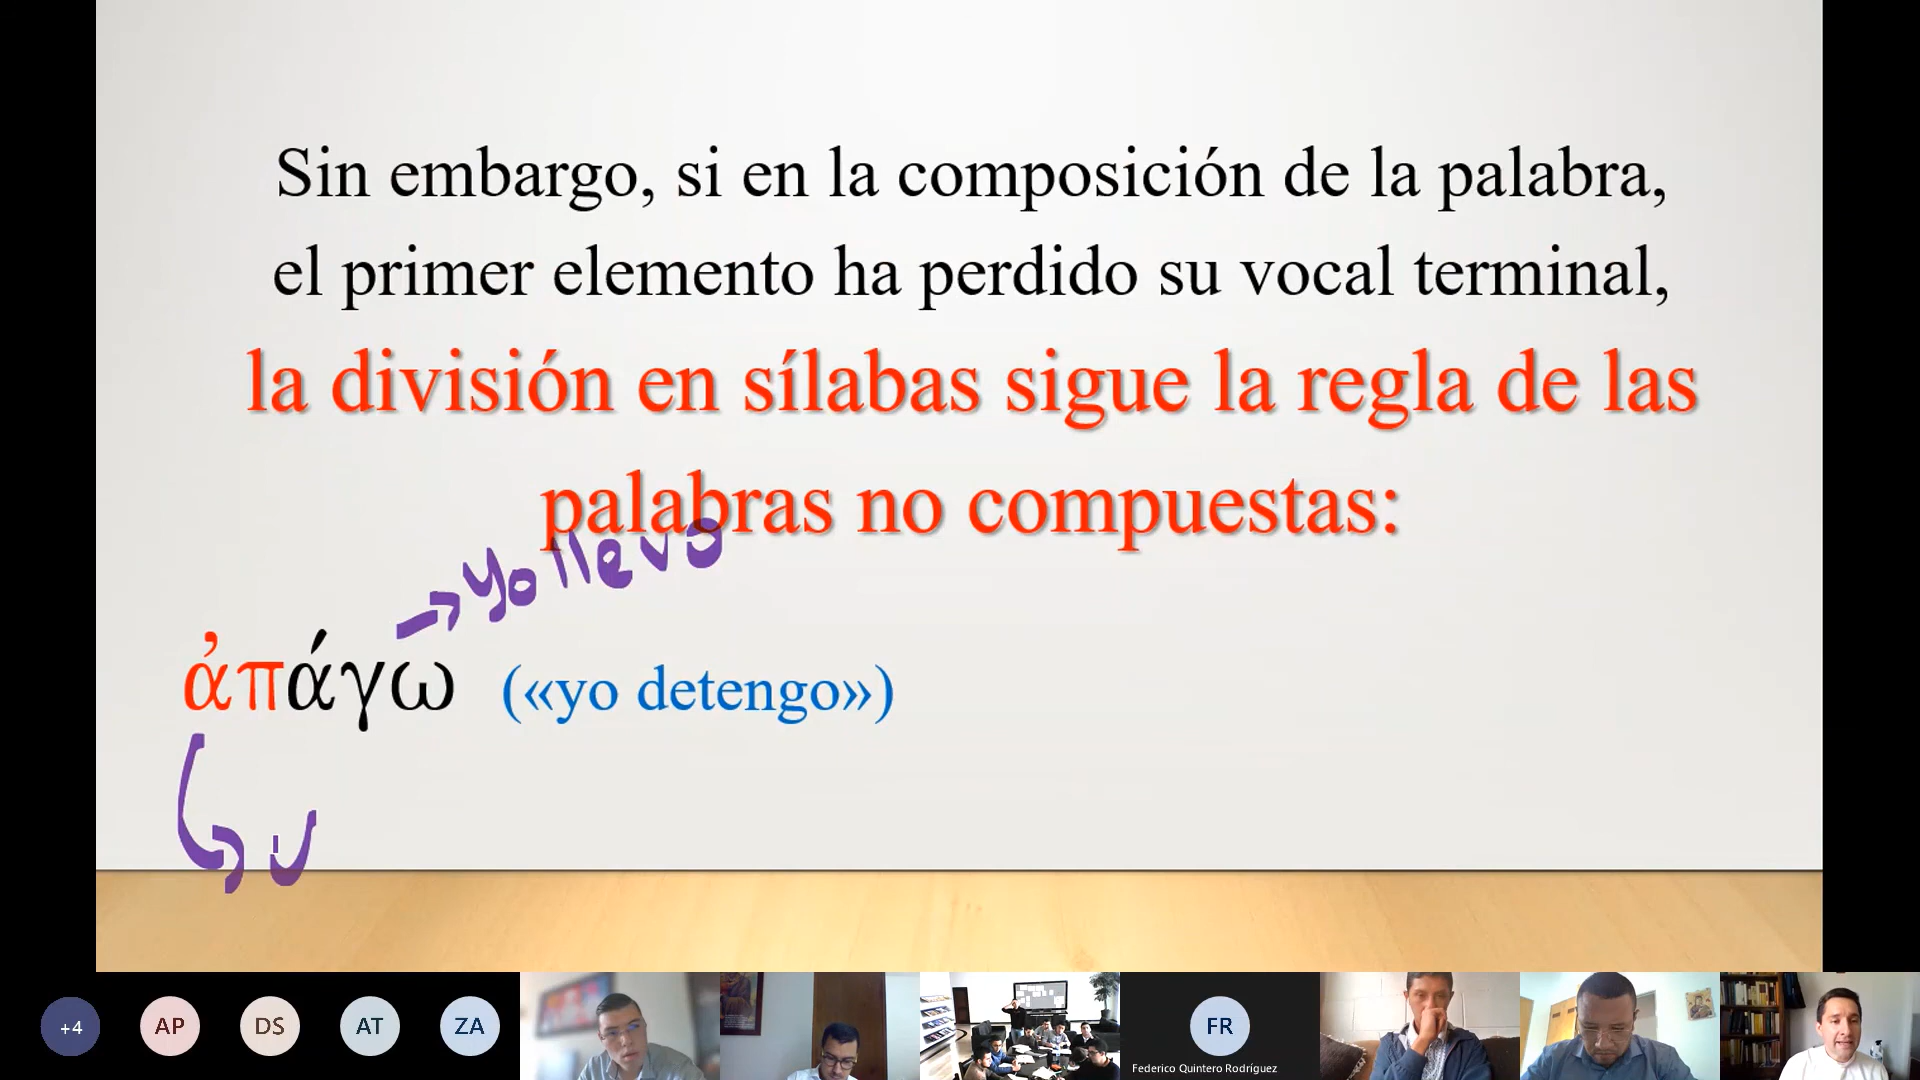 Sin embargo, si en la composición de la palabra,
el primer elemento ha perdido su vocal terminal,
la división en sílabas sigue la regla de las
palabras no compuestas:
yo llevo
ἀπάγω («yo detengo»)
+4 AP DS AT ZA FR
Federico Quintero Rodríguez